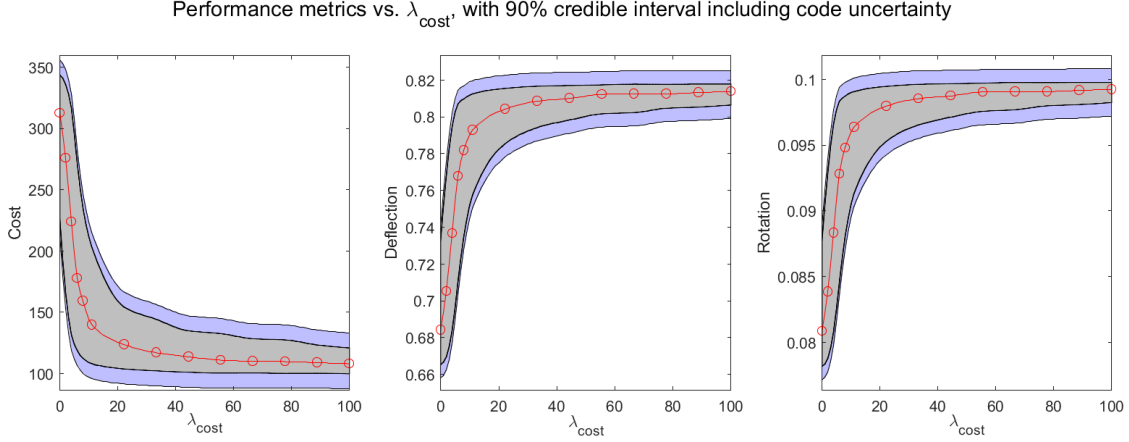 Performance metrics vs. λcost, with 90% credible interval including code uncertainty
350
300
250
200
150
100
Cost
0 20 40 60 80 100
λcost
0.82
0.8
0.78
0.76
0.74
0.72
0.7
0.68
0.66
Deflection
0 20 40 60 80 100
λcost
0.1
0.095
0.09
0.085
0.08
Rotation
0 20 40 60 80 100
λcost